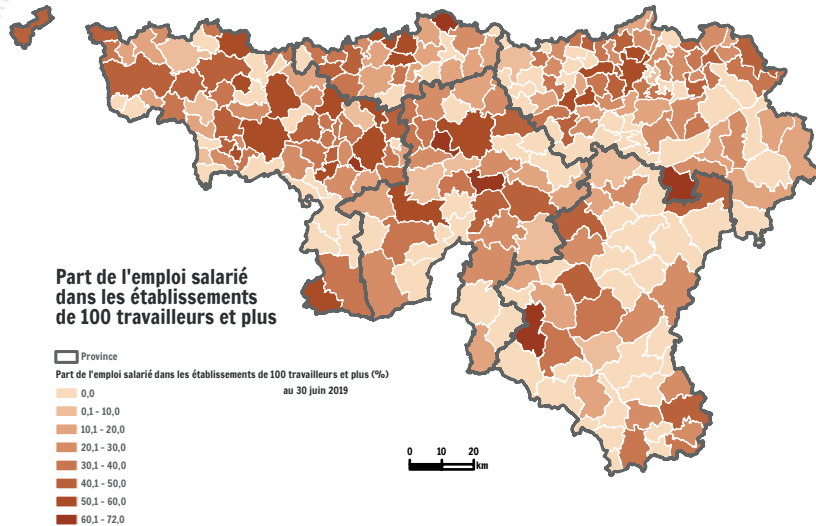 Part de l'emploi salarié
dans les établissements
de 100 travailleurs et plus
Province
Part de l'emploi salarié dans les établissements de 100 travailleurs et plus (%)
au 30 juin 2019
0,0
0,1 - 10,0
10,1 - 20,0
20,1 - 30,0
30,1 - 40,0
40,1 - 50,0
50,1 - 60,0
60,1 - 72,0
0 10 20
km